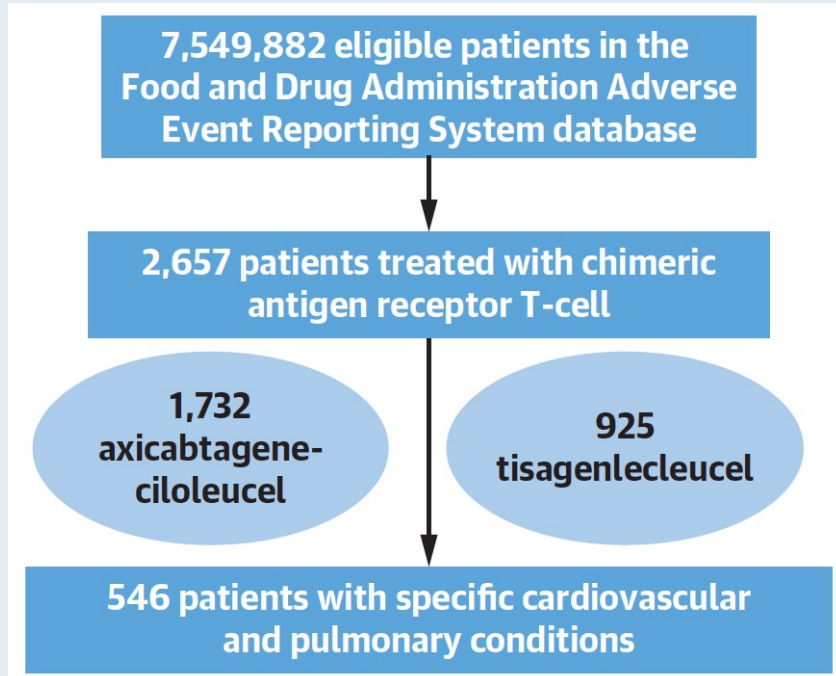 7,549,882 eligible patients in the
Food and Drug Administration Adverse
Event Reporting System database
2,657 patients treated with chimeric
antigen receptor T-cell
1,732
axicabtagene-
ciloleucel
925
tisagenlecleucel
546 patients with specific cardiovascular
and pulmonary conditions